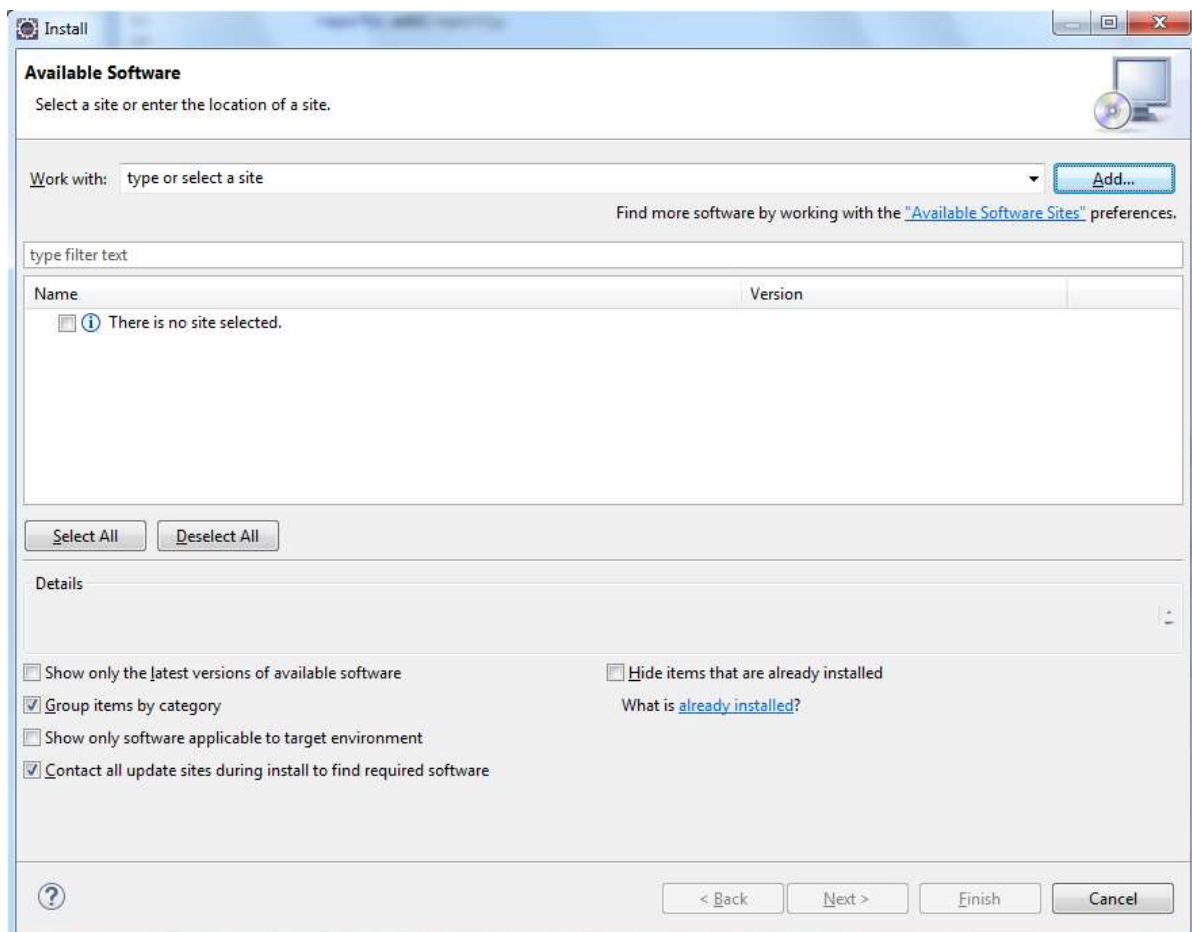 Install
Available Software
Select a site or enter the location of a site.
Work with: type or select a site Add...
Find more software by working with the "Available Software Sites" preferences.
type filter text
Name Version
There is no site selected.
Select All Deselect All
Details
Show only the latest versions of available software Hide items that are already installed
Group items by category What is already installed?
Show only software applicable to target environment
Contact all update sites during install to find required software
< Back Next > Finish Cancel